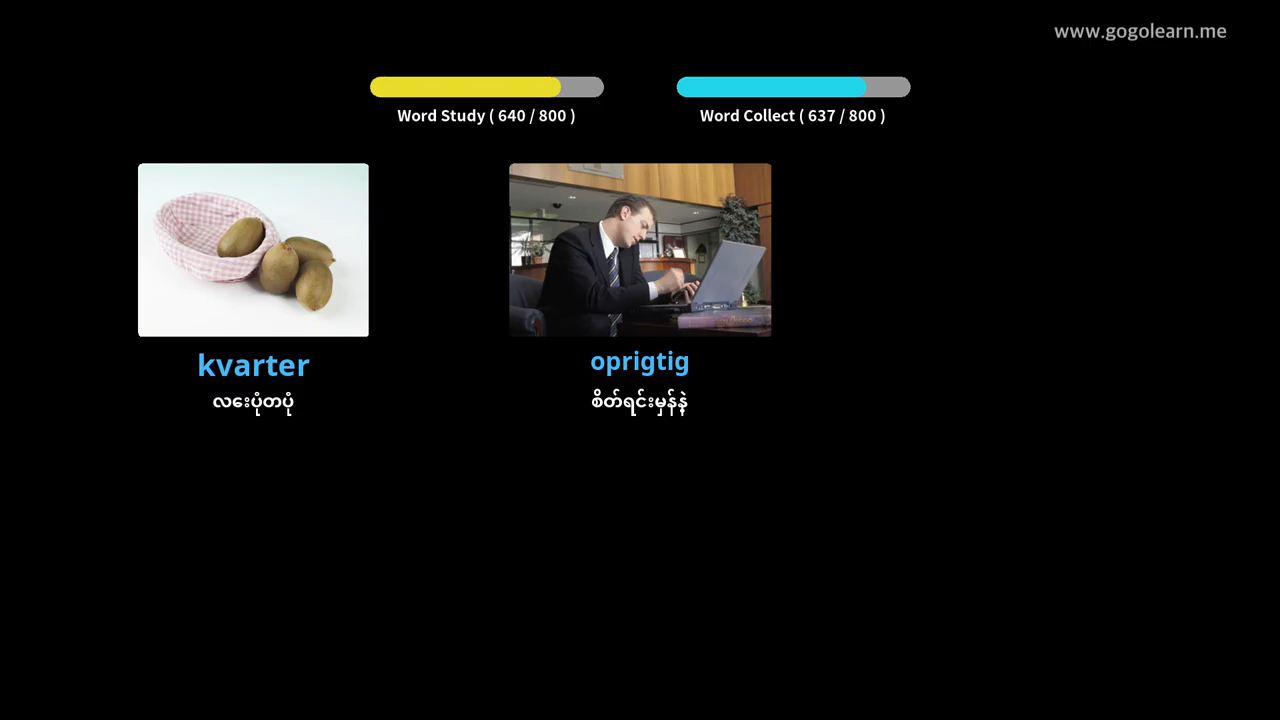 www.gogolearn.me
Word Study ( 640 / 800 )
Word Collect ( 637 / 800 )
kvarter
လေးပုံတပုံ
oprigtig
စိတ်ရင်းမှန်နဲ့